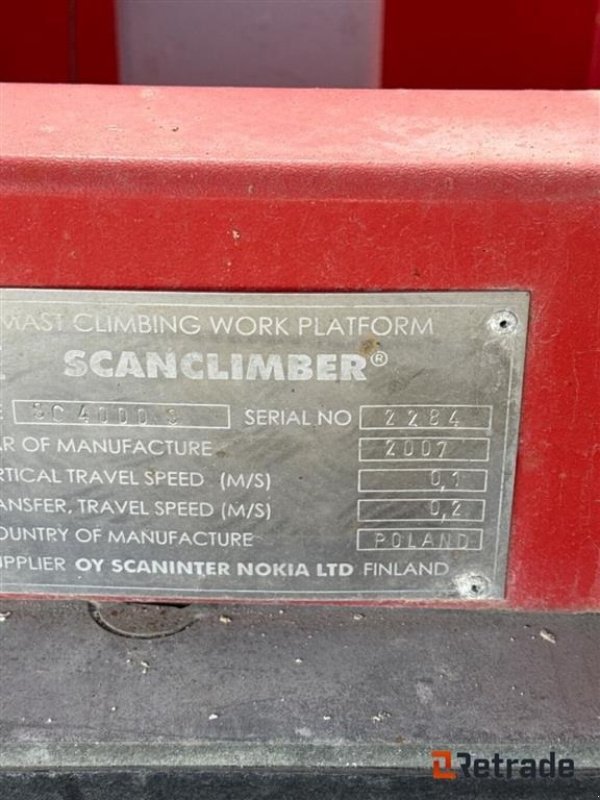 MAST CLIMBING WORK PLATFORM
SCANCLIMBER®
E SC4000 S SERIAL NO 2284
AR OF MANUFACTURE 2007
RTICAL TRAVEL SPEED (M/S) 0,1
ANSFER. TRAVEL SPEED (M/S) 0,2
OUNTRY OF MANUFACTURE POLAND
UPPLIER OY SCANINTER NOKIA LTD FINLAND
Retrade